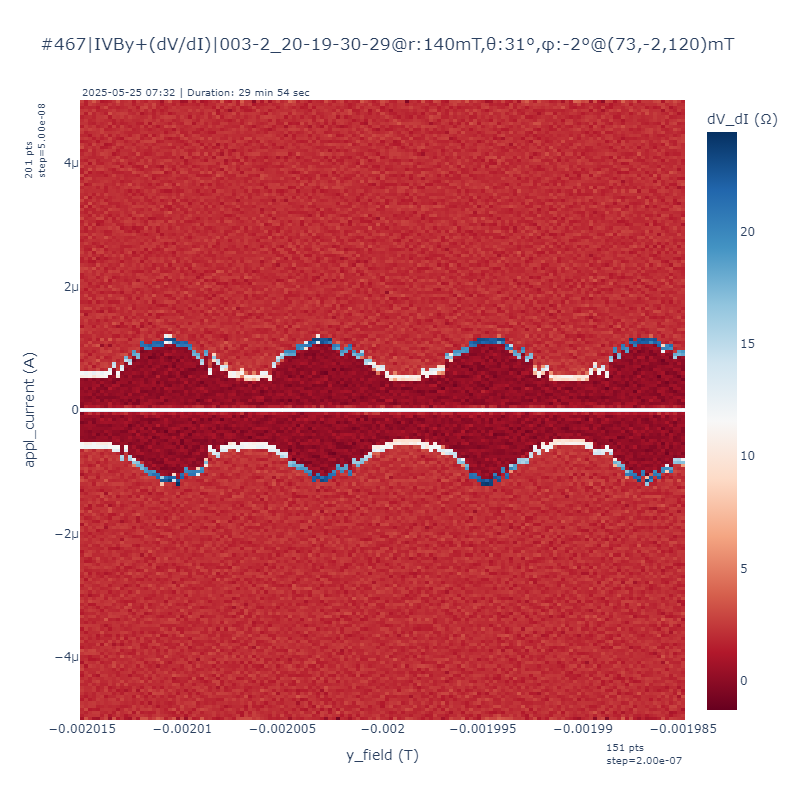 #467|IVBy+(dV/dI)|003-2_20-19-30-29@r:140mT,θ:31°,φ:-2°@(73,-2,120)mT
2025-05-25 07:32 | Duration: 29 min 54 sec
201 pts
step=5.00e-08
dV_dI (Ω)
20
15
10
5
0
4μ
2μ
0
−2μ
−4μ
appl_current (A)
−0.002015
−0.00201
−0.002005
−0.002
−0.001995
−0.00199
−0.001985
y_field (T)
151 pts
step=2.00e-07